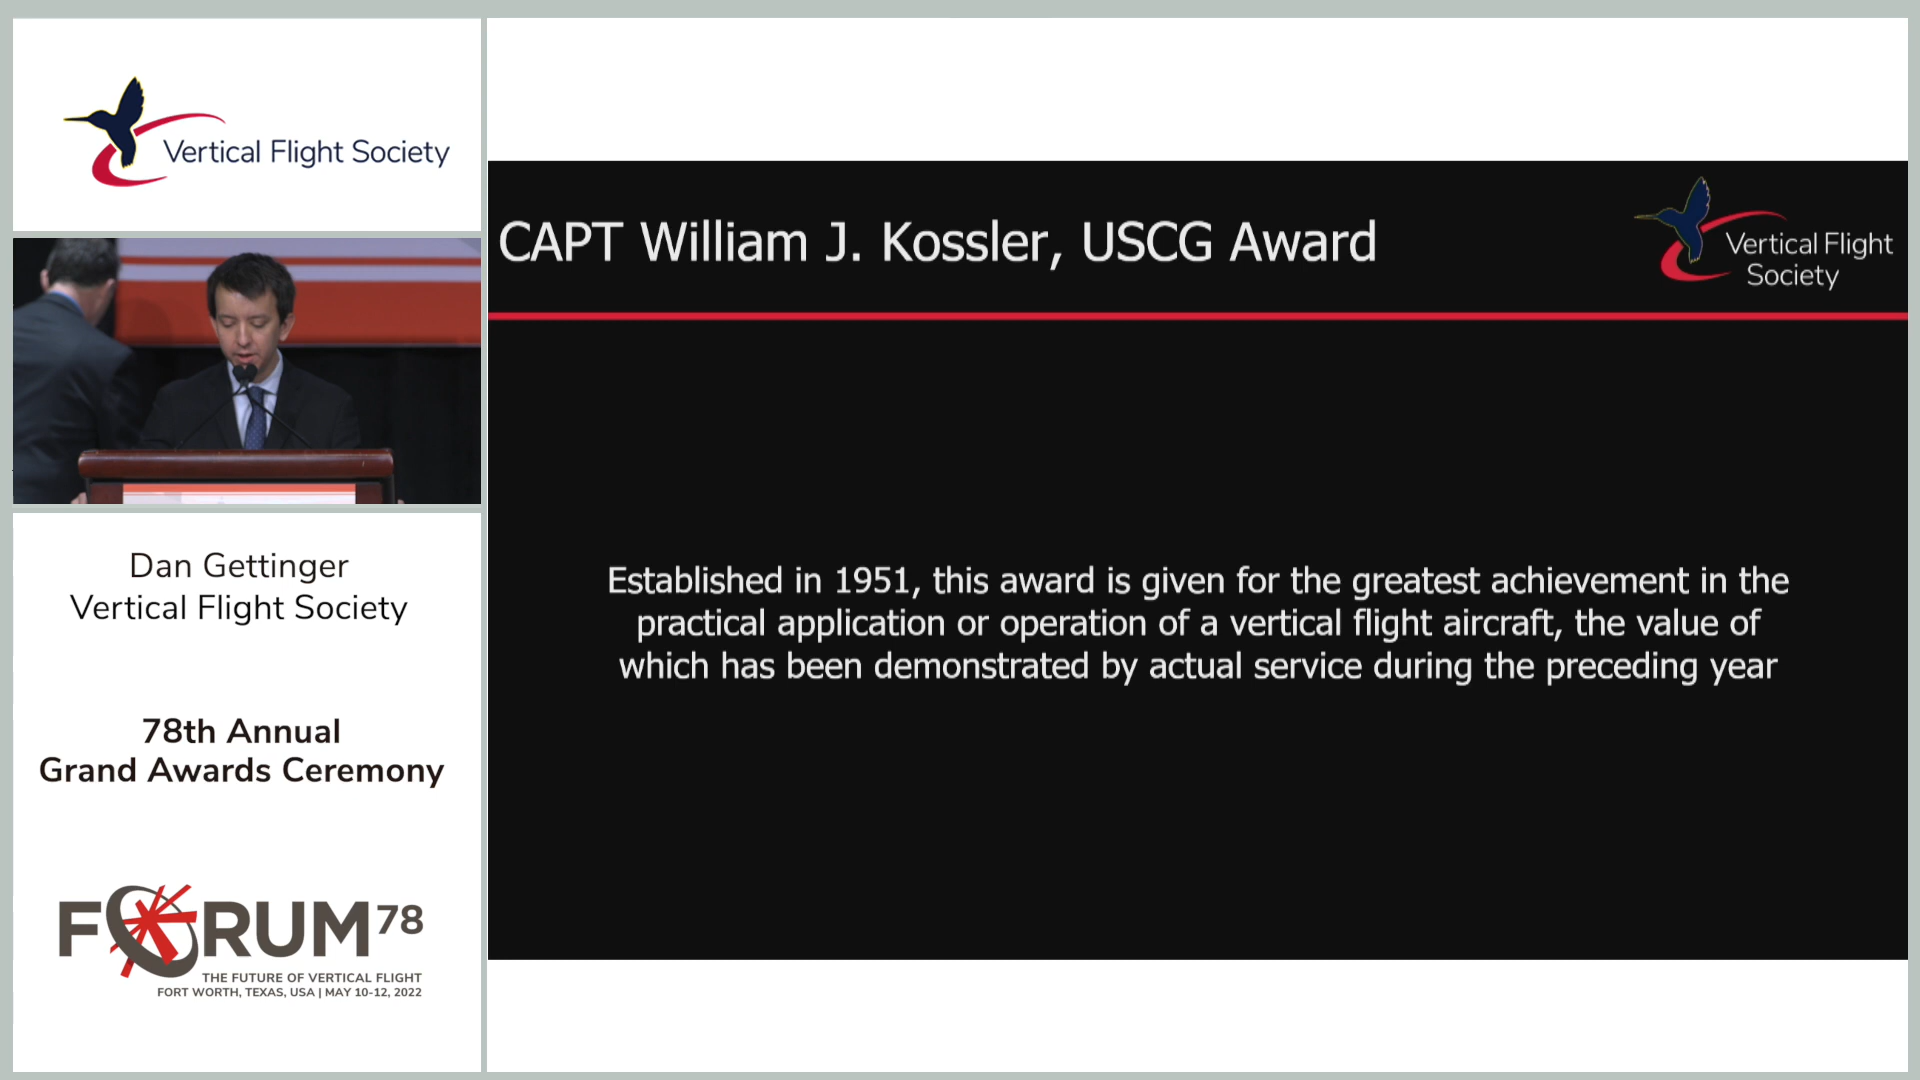 Vertical Flight Society
Dan Gettinger
Vertical Flight Society
78th Annual
Grand Awards Ceremony
FORUM 78
THE FUTURE OF VERTICAL FLIGHT
FORT WORTH, TEXAS, USA | MAY 10-12, 2022
CAPT William J. Kossler, USCG Award
Vertical Flight
Society
Established in 1951, this award is given for the greatest achievement in the
practical application or operation of a vertical flight aircraft, the value of
which has been demonstrated by actual service during the preceding year